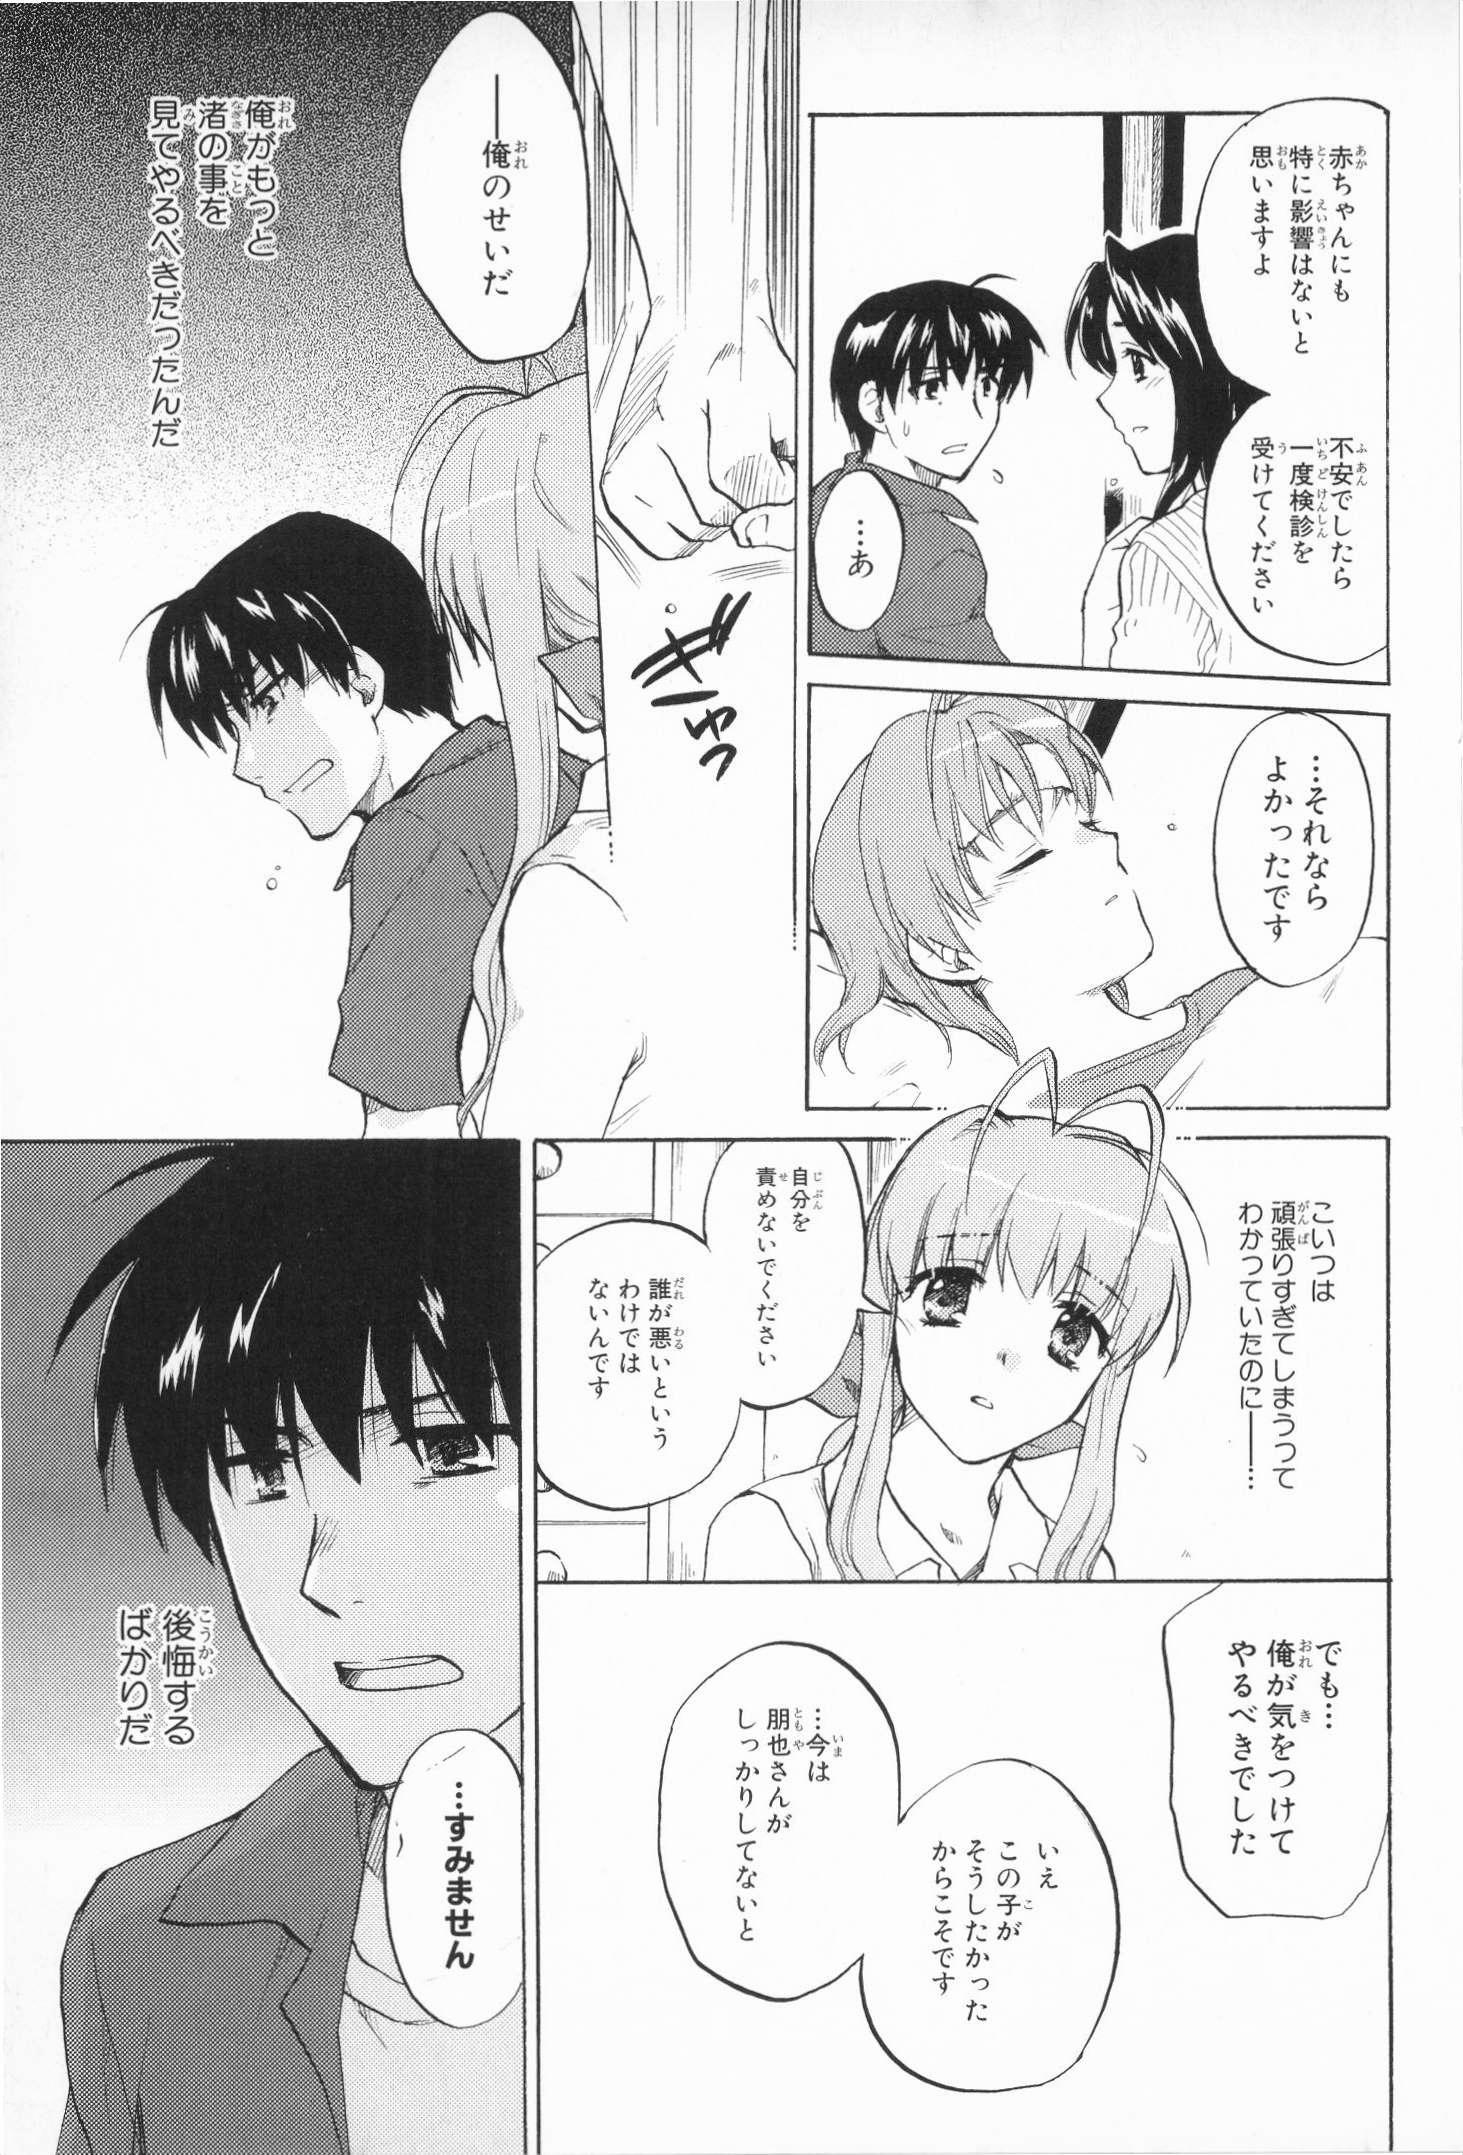 赤ちゃんにも
特に影響はないと
思いますよ
不安でしたら
一度検診を
受けてください
…あ
…それなら
よかったです
ぎゅっ
──俺のせいだ
俺がもっと
渚の事を
見てやるべきだったんだ
こいつは
頑張りすぎてしまうって
わかっていたのに──…
自分を
責めないでください
誰が悪いという
わけでは
ないんです
でも…
俺が気をつけて
やるべきでした
いえ
この子が
そうしたかった
からこそです
…今は
朋也さんが
しっかりしてないと
…すみません
後悔する
ばかりだ